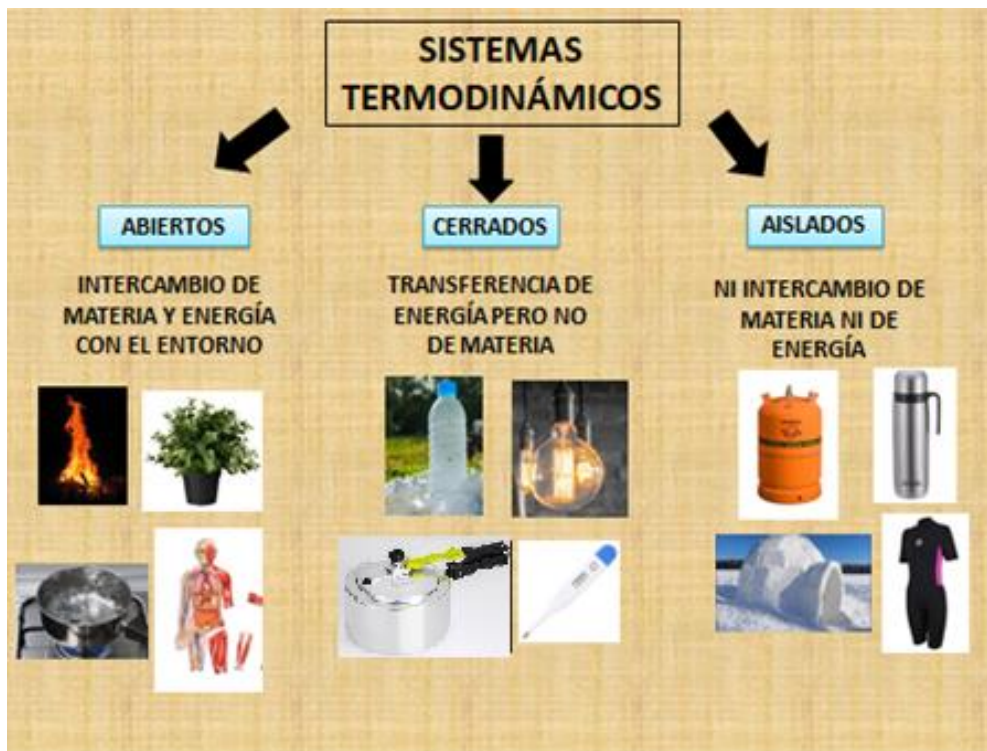 SISTEMAS
TERMODINÁMICOS
ABIERTOS
INTERCAMBIO DE
MATERIA Y ENERGÍA
CON EL ENTORNO
CERRADOS
TRANSFERENCIA DE
ENERGÍA PERO NO
DE MATERIA
AISLADOS
NI INTERCAMBIO DE
MATERIA NI DE
ENERGÍA